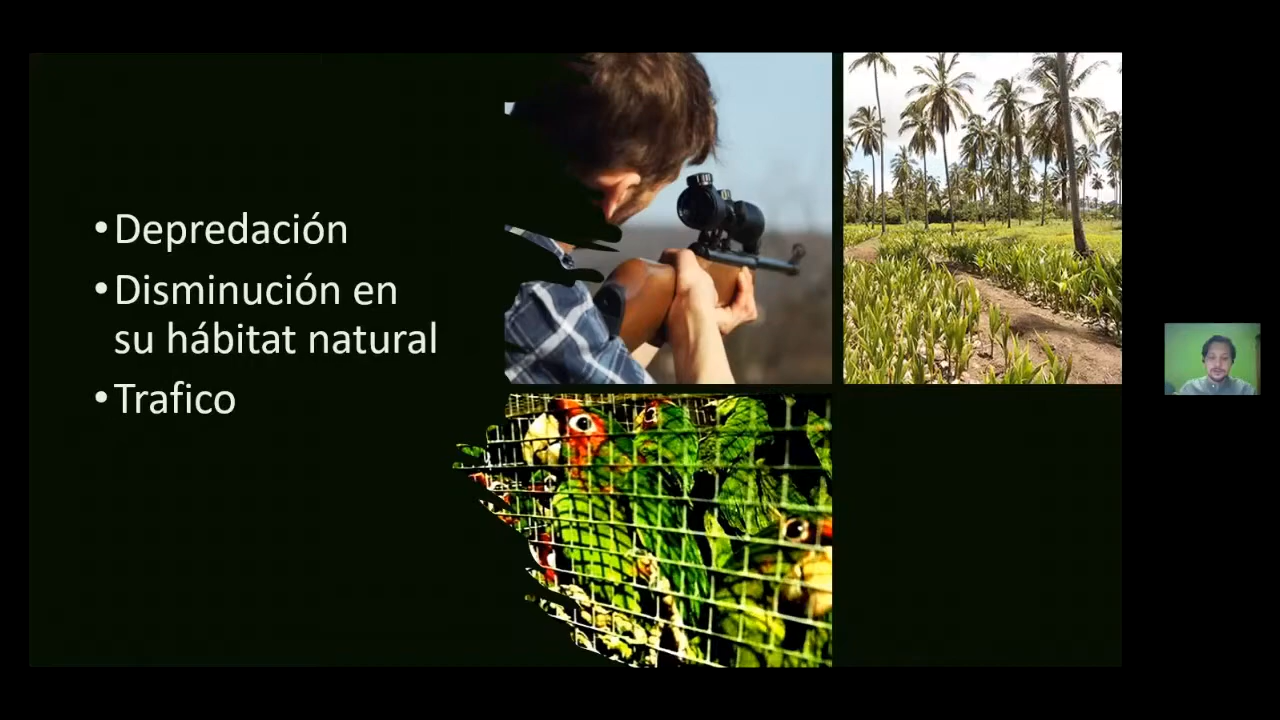 • Depredación
• Disminución en
su hábitat natural
• Trafico